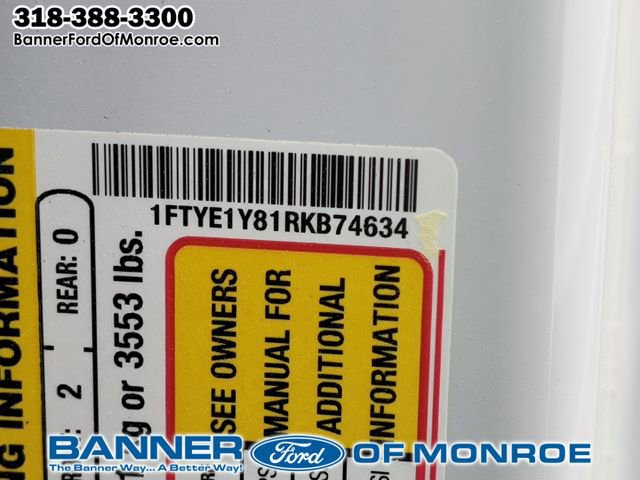 318-388-3300
BannerFordOfMonroe.com
1FTYE1Y81RKB74634
INFORMATION
REAR: 0
2
or 3553 lbs.
SEE OWNERS
MANUAL FOR
ADDITIONAL
INFORMATION
BANNER Ford OF MONROE
The Banner Way... A Better Way!